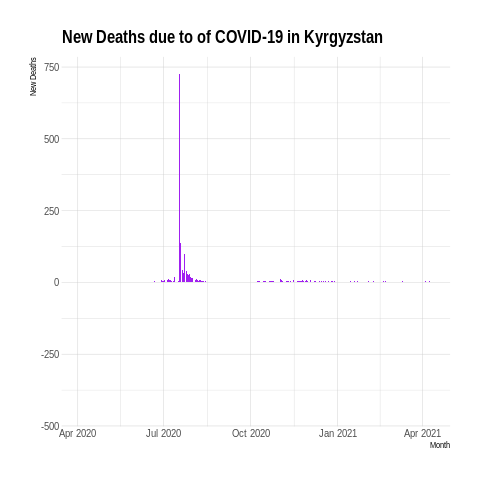 New Deaths due to of COVID-19 in Kyrgyzstan
New Deaths
750
500
250
0
-250
-500
Apr 2020
Jul 2020
Oct 2020
Jan 2021
Apr 2021
Month